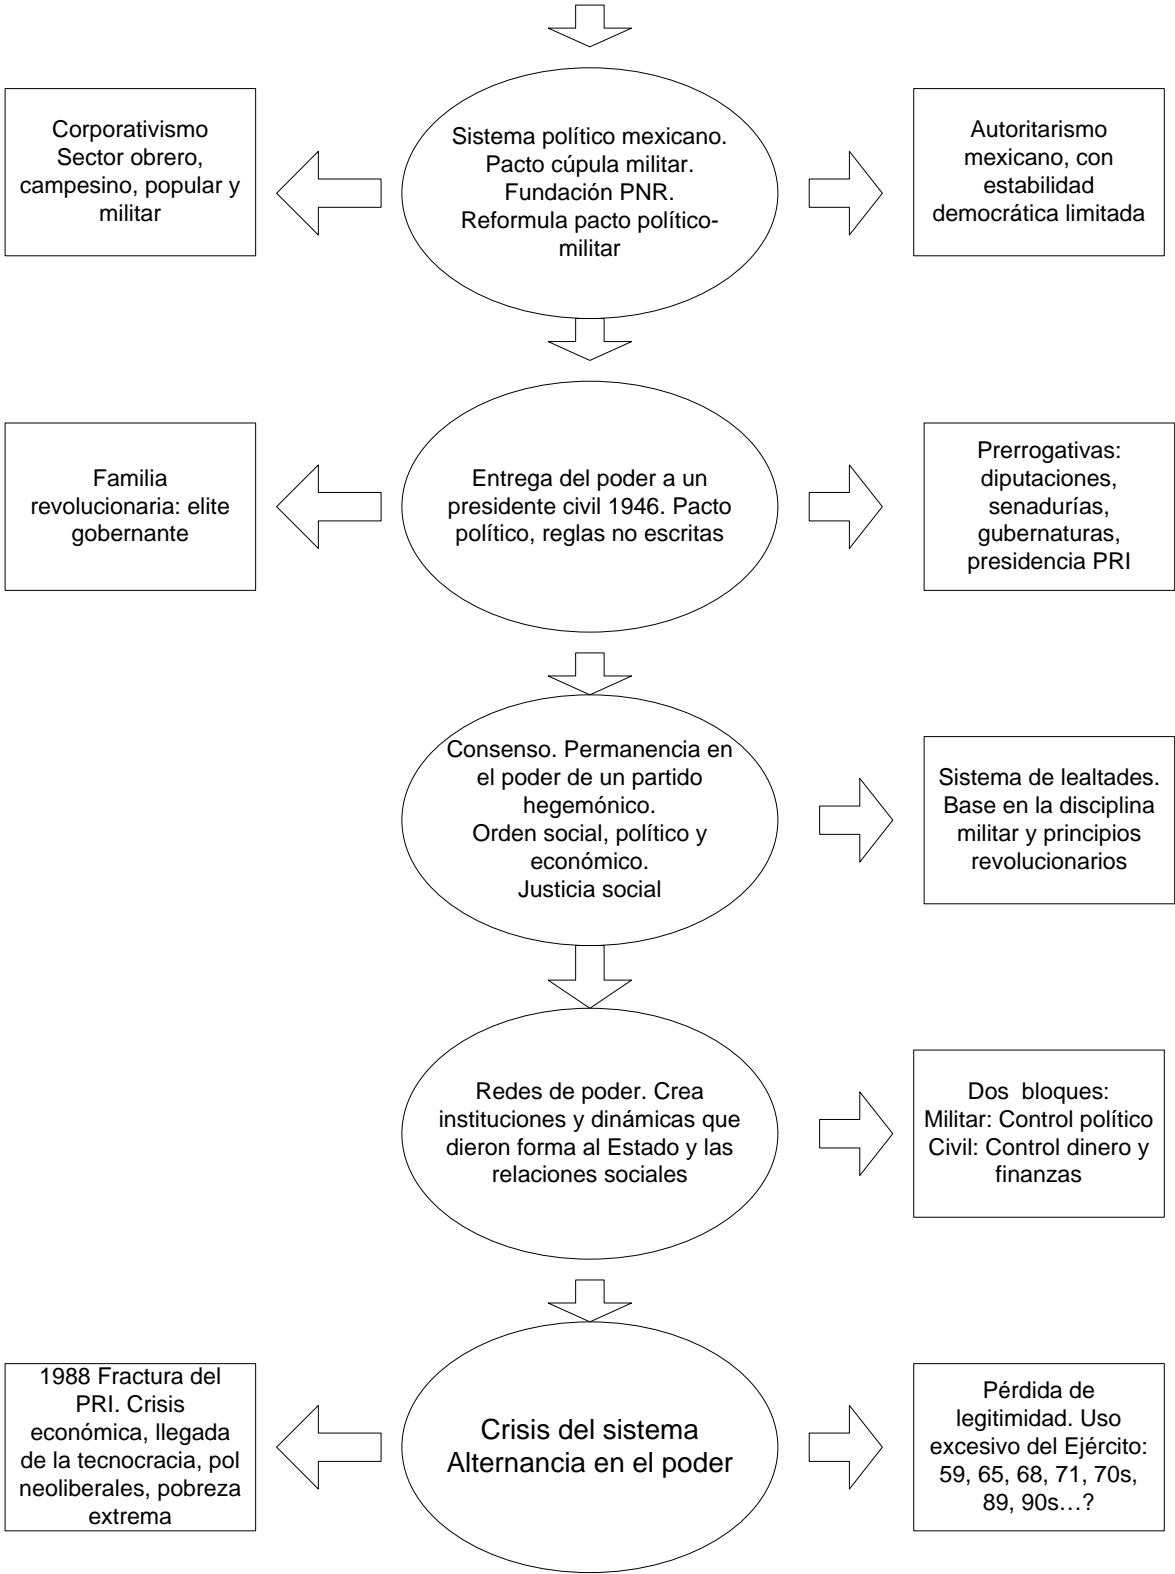 Corporativismo
Sector obrero,
campesino, popular y
militar
Sistema político mexicano.
Pacto cúpula militar.
Fundación PNR.
Reformula pacto político-
militar
Autoritarismo
mexicano, con
estabilidad
democrática limitada
Familia
revolucionaria: elite
gobernante
Entrega del poder a un
presidente civil 1946. Pacto
político, reglas no escritas
Prerrogativas:
diputaciones,
senadurías,
gubernaturas,
presidencia PRI
Consenso. Permanencia en
el poder de un partido
hegemónico.
Orden social, político y
económico.
Justicia social
Sistema de lealtades.
Base en la disciplina
militar y principios
revolucionarios
Redes de poder. Crea
instituciones y dinámicas que
dieron forma al Estado y las
relaciones sociales
Dos  bloques:
Militar: Control político
Civil: Control dinero y
finanzas
1988 Fractura del
PRI. Crisis
económica, llegada
de la tecnocracia, pol
neoliberales, pobreza
extrema
Crisis del sistema
Alternancia en el poder
Pérdida de
legitimidad. Uso
excesivo del Ejército:
59, 65, 68, 71, 70s,
89, 90s…?